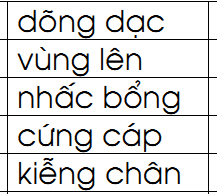 dõng dạc
vùng lên
nhấc bổng
cứng cáp
kiễng chân